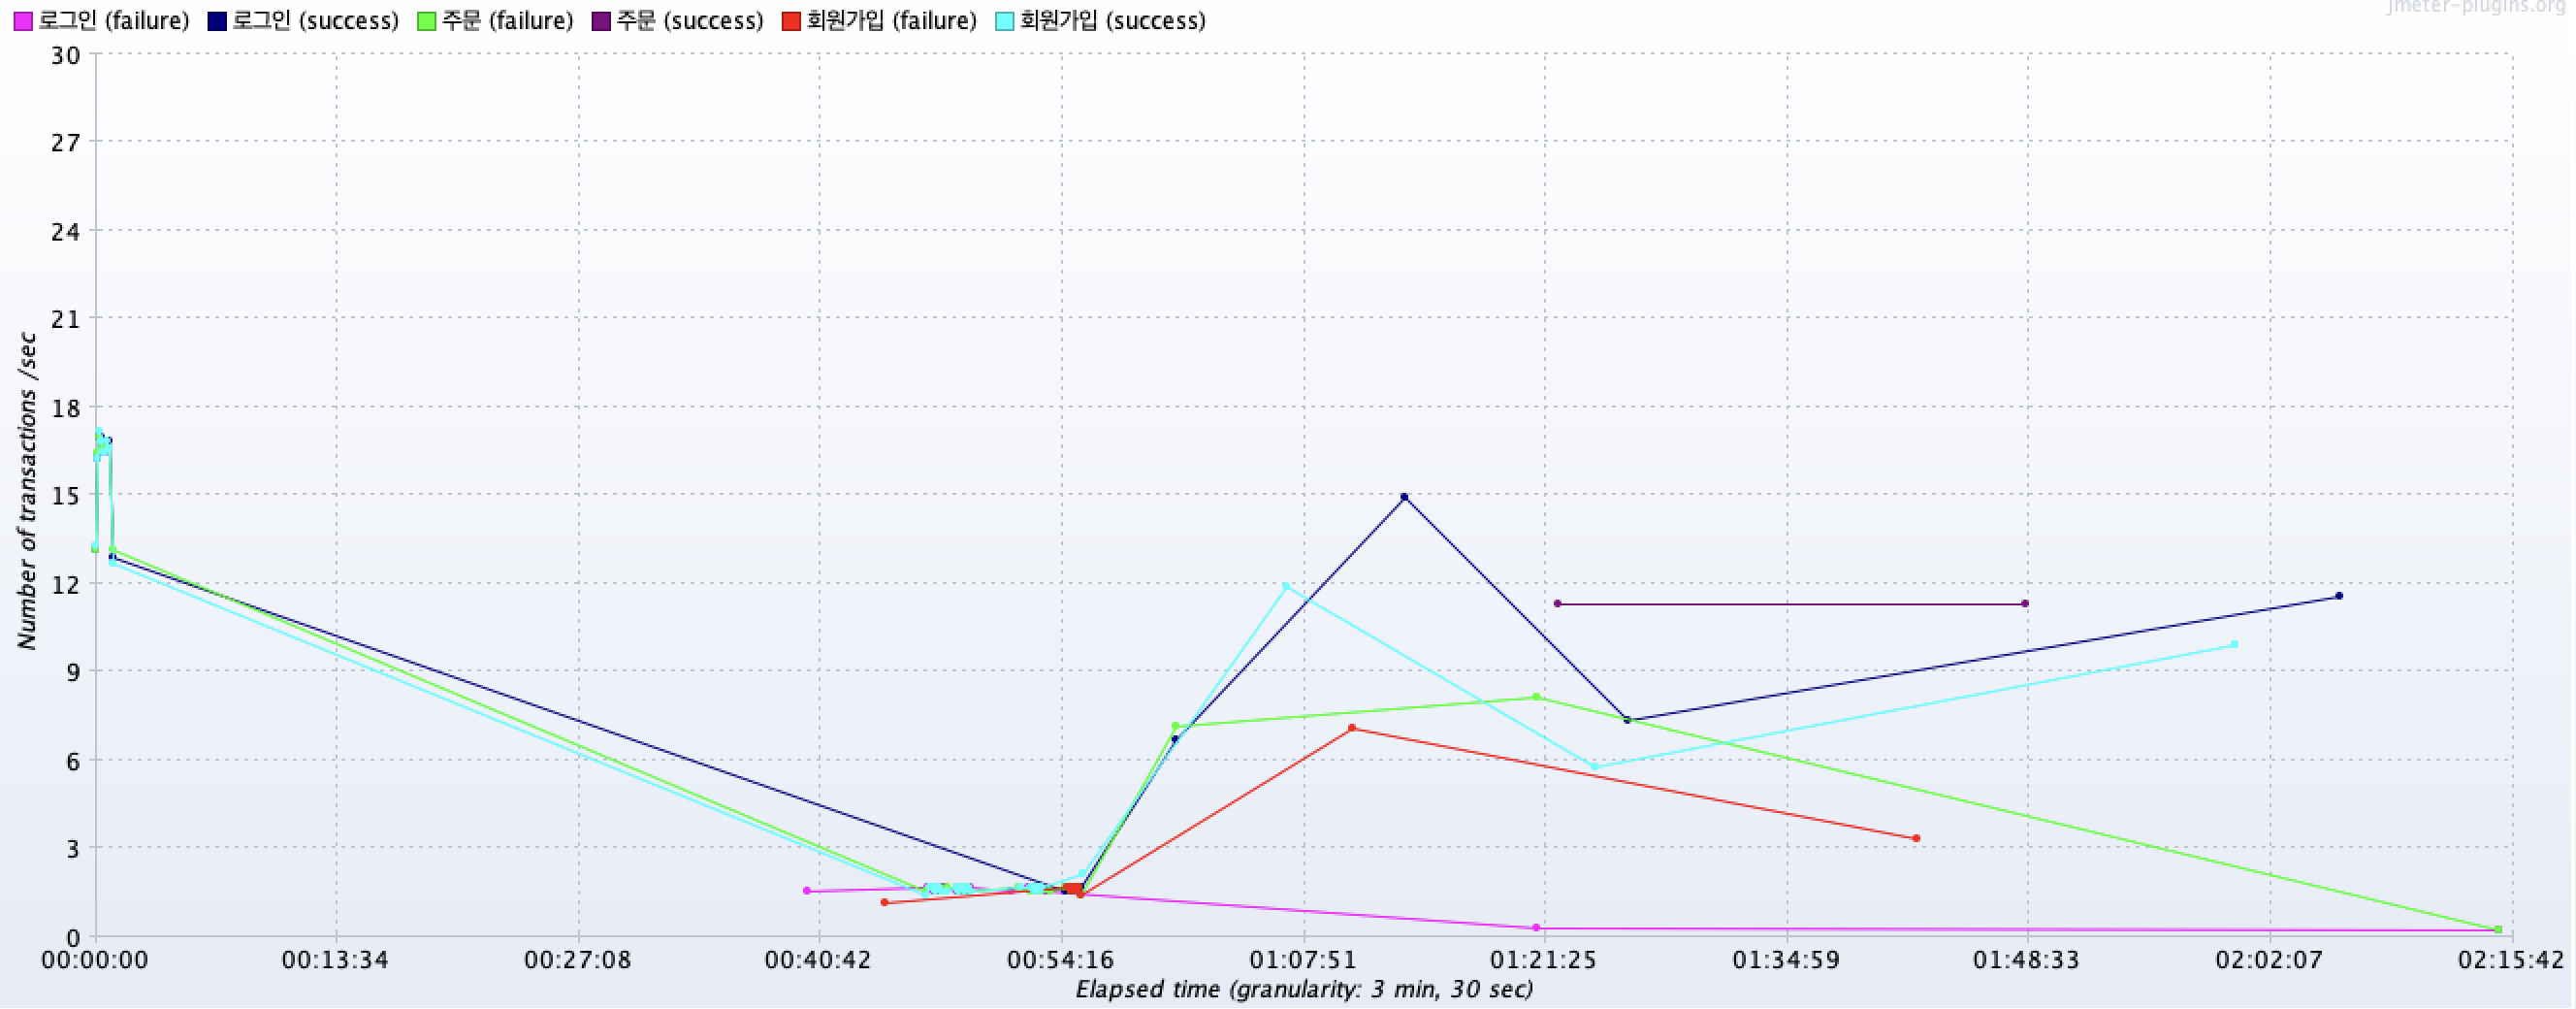 로그인 (failure) 로그인 (success) 주문 (failure) 주문 (success) 회원가입 (failure) 회원가입 (success)
jmeter-plugins.org
30
27
24
21
18
15
12
9
6
3
0
Number of transactions /sec
00:00:00 00:13:34 00:27:08 00:40:42 00:54:16 01:07:51 01:21:25 01:34:59 01:48:33 02:02:07 02:15:42
Elapsed time (granularity: 3 min, 30 sec)